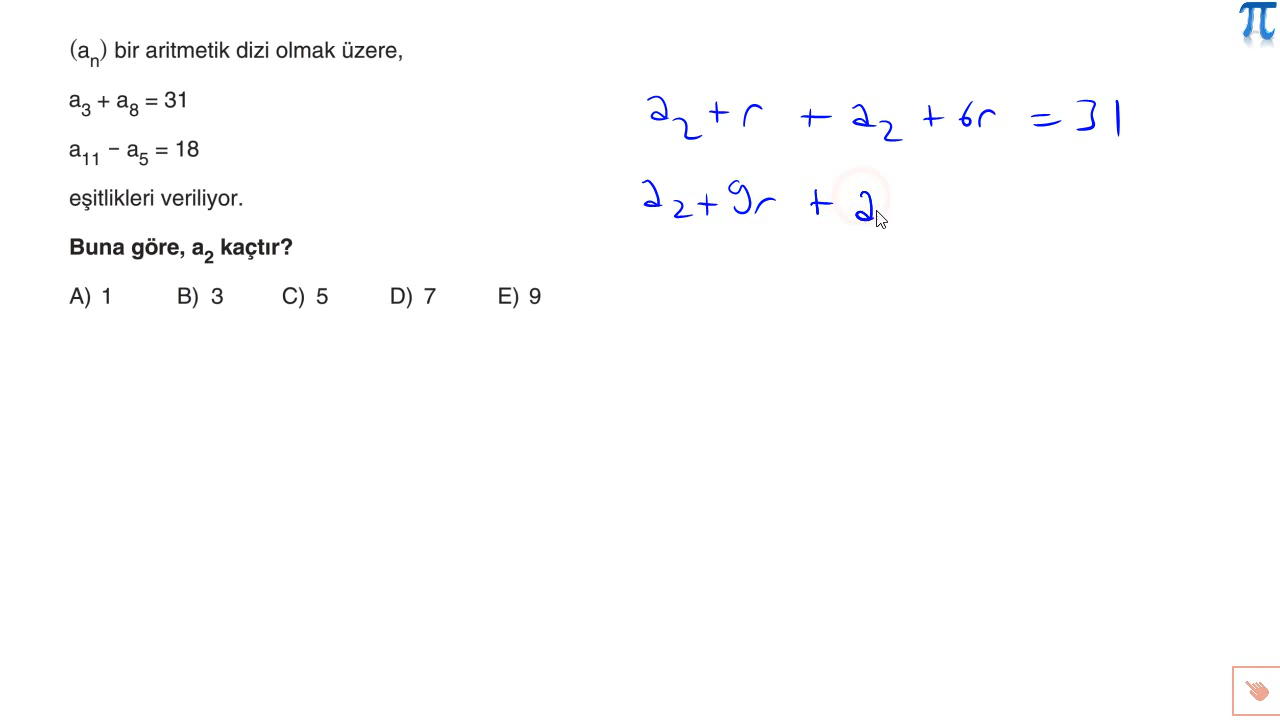 (aₙ) bir aritmetik dizi olmak üzere,
a₃ + a₈ = 31
a₁₁ − a₅ = 18
eşitlikleri veriliyor.
Buna göre, a₂ kaçtır?
A) 1 B) 3 C) 5 D) 7 E) 9
a₂ + r + a₂ + 6r = 31
a₂ + 9r + a
π